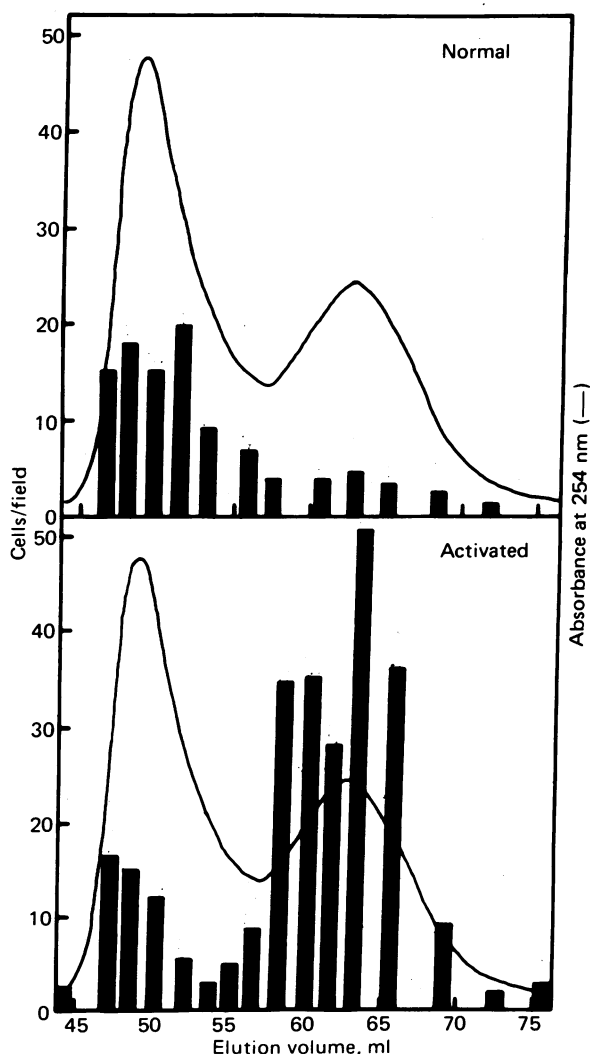 50
Normal
40
30
20
10
0
Cells/field
Absorbance at 254 nm (—)
50
Activated
40
30
20
10
0
45 50 55 60 65 70 75
Elution volume, ml